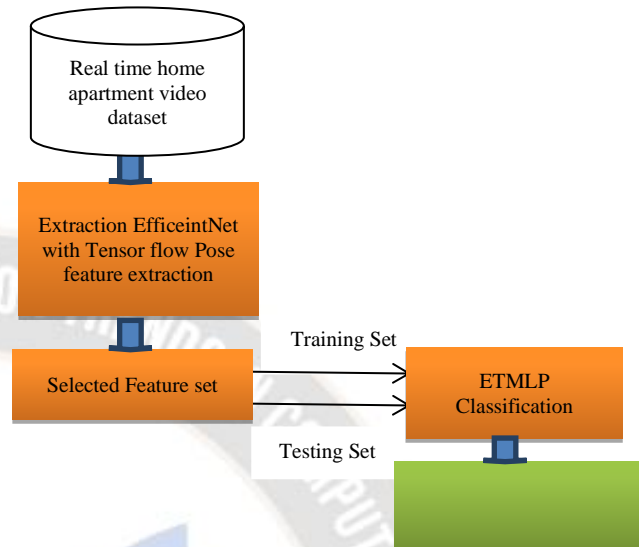 Real time home
apartment video
dataset
Extraction EfficeintNet
with Tensor flow Pose
feature extraction
Training Set
Selected Feature set
ETMLP
Classification
Testing Set